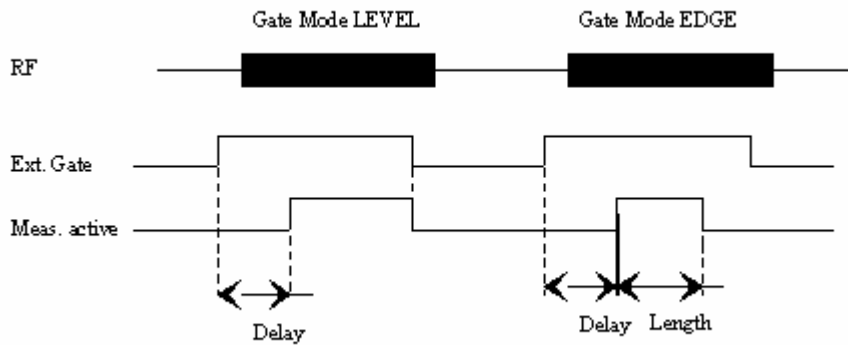 Gate Mode LEVEL Gate Mode EDGE
RF
Ext. Gate
Meas. active
Delay Delay Length